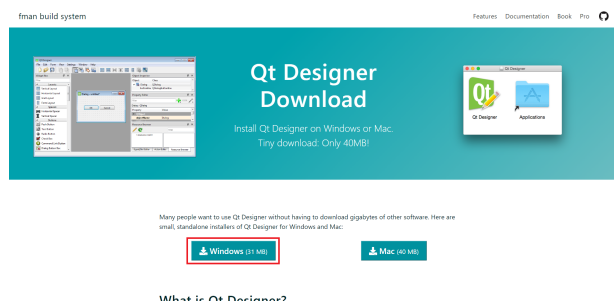 fman build system
Features Documentation Book Pro
Qt Designer
Download
Install Qt Designer on Windows or Mac.
Tiny download: Only 40MB!
Qt Designer
Qt
Qt Designer Applications
Many people want to use Qt Designer without having to download gigabytes of other software. Here are
small, standalone installers of Qt Designer for Windows and Mac:
Windows (31 MB)
Mac (40 MB)
What is Qt Designer?